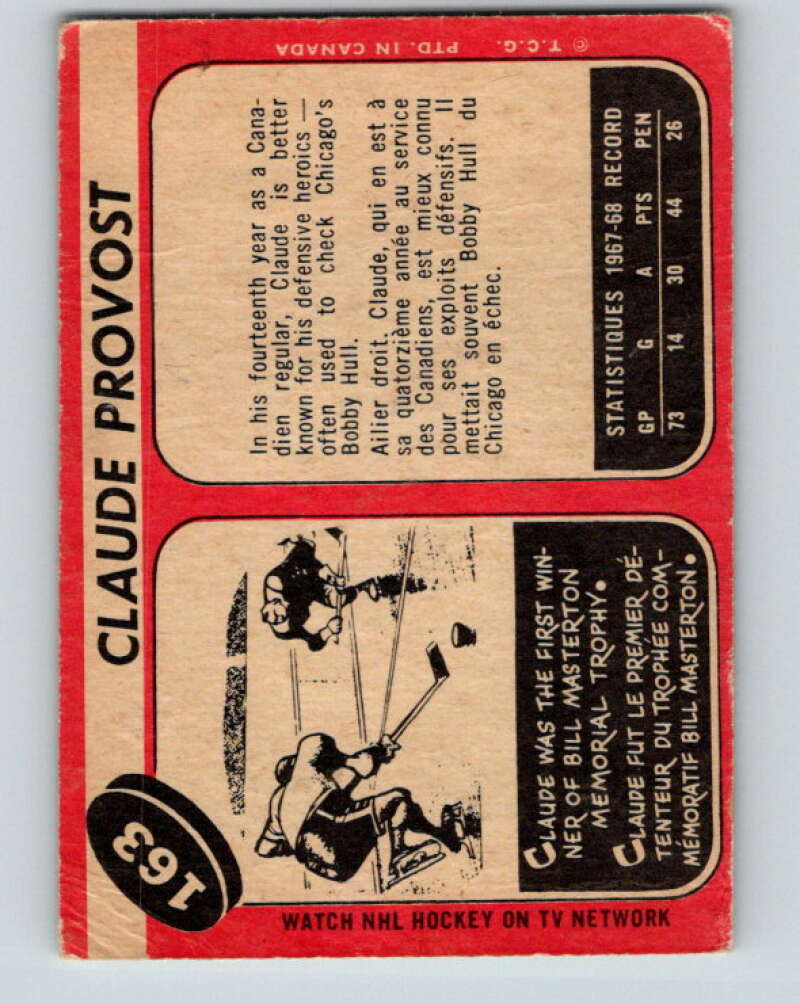 163
CLAUDE PROVOST
WATCH NHL HOCKEY ON TV NETWORK
CLAUDE WAS THE FIRST WIN-
NER OF BILL MASTERTON
MEMORIAL TROPHY.
CLAUDE FUT LE PREMIER DÉ-
TENTEUR DU TROPHÉE COM-
MÉMORATIF BILL MASTERTON.
In his fourteenth year as a Cana-
dien regular, Claude is better
known for his defensive heroics —
often used to check Chicago's
Bobby Hull.
Ailier droit. Claude, qui en est à
sa quatorzième année au service
des Canadiens, est mieux connu
pour ses exploits défensifs. Il
mettait souvent Bobby Hull du
Chicago en échec.
STATISTIQUES 1967-68 RECORD
GP G A PTS PEN
73 14 30 44 26
© T.C.G. PTD. IN CANADA